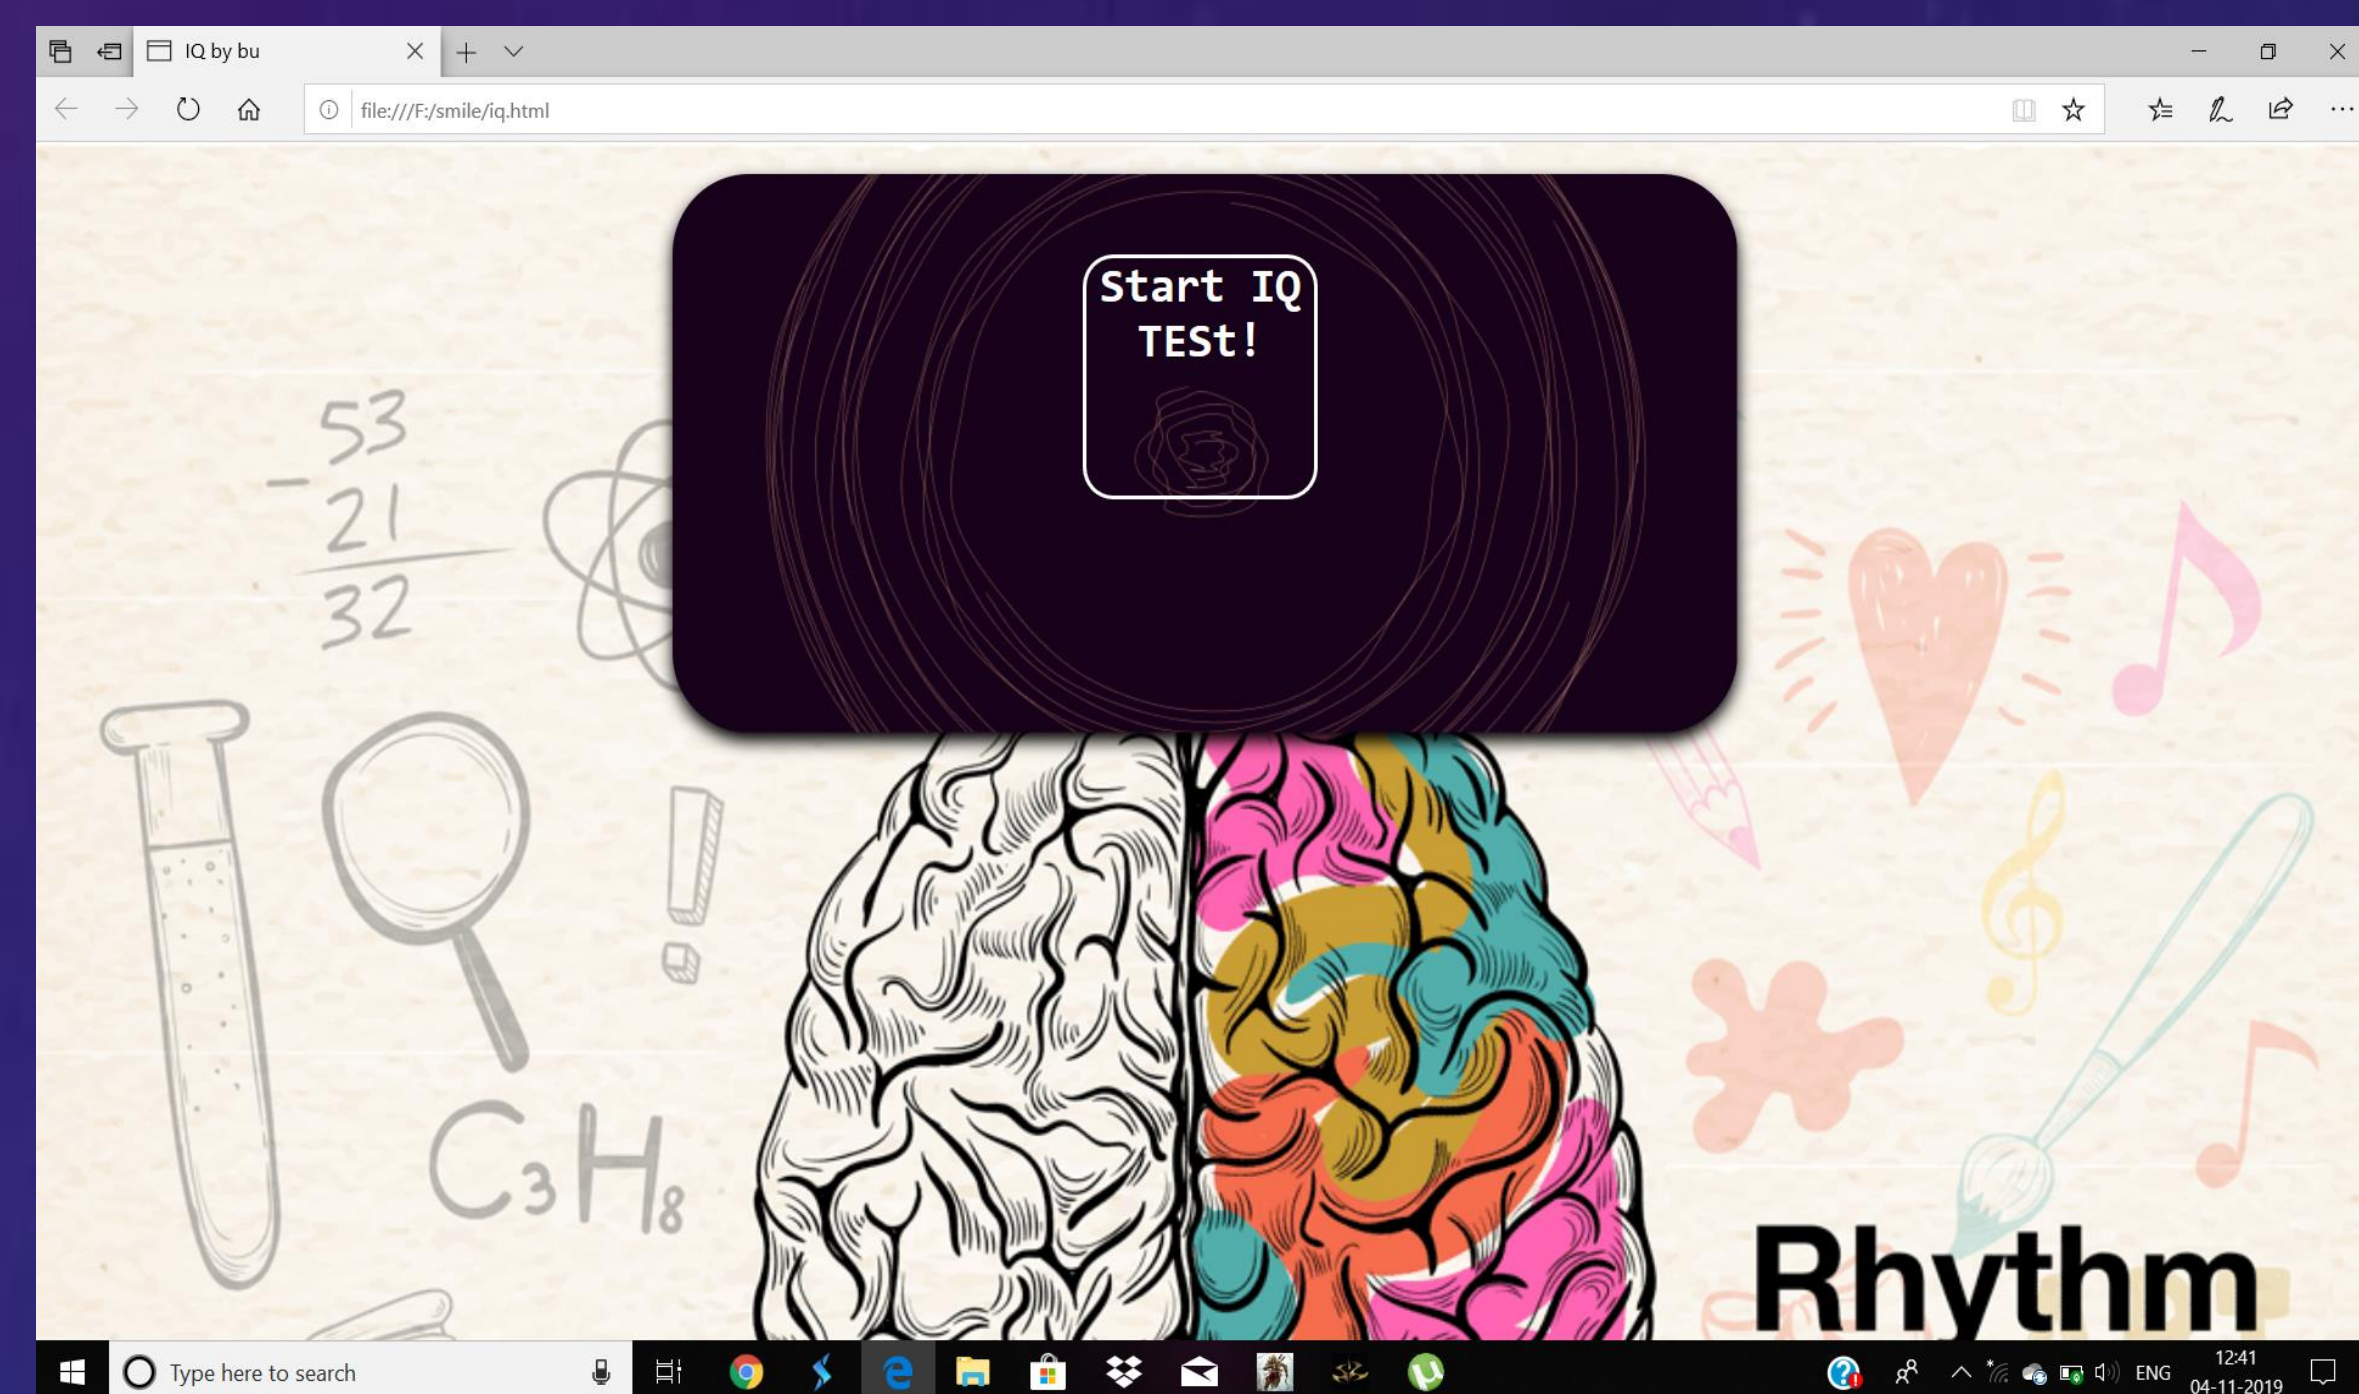 IQ by bu
file:///F:/smile/iq.html
Start IQ
TESt!
53
- 21
32
C3H8
Rhythm
Type here to search
ENG
12:41
04-11-2019